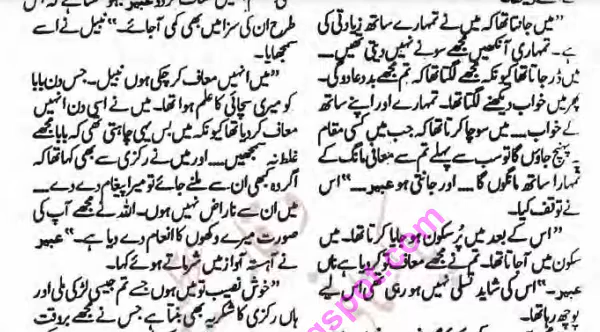 ”میں جانتا تھا کہ میں نے تمہارے ساتھ زیادتی کی
ہے۔ تمہاری آنکھیں مجھے سونے نہیں دیتی تھیں۔
میں ڈر جاتا تھا کیونکہ مجھے لگتا تھا کہ تم مجھے بددعا دو گی۔
پھر میں خواب دیکھنے لگتا تھا۔ تمہارے اور اپنے ساتھ
کے خواب.... میں سوچا کرتا تھا کہ جب میں کسی مقام
پہ پہنچ جاؤں گا تو سب سے پہلے تم سے معافی مانگ کے
تمہارا ساتھ مانگوں گا.... اور جانتی ہو عبیر“ اس
نے توقف کیا۔
”اس کے بعد میں پُرسکون ہو جایا کرتا تھا۔ میں
سکون میں آ جاتا تھا۔ تم نے مجھے معاف تو کر دیا ہے ناں
عبیر۔“ اس کی شاید تسلی نہیں ہو رہی تھی اس لیے
پوچھ رہا تھا۔
طرح ان کی سزا میں بھی کمی آ جائے۔“ نبیل نے اسے
سمجھایا۔
”میں انہیں معاف کر چکی ہوں نبیل۔ جس دن بابا
کو میری سچائی کا علم ہوا تھا۔ میں نے اسی دن انہیں
معاف کر دیا تھا کیونکہ میں بس یہی چاہتی تھی کہ بابا مجھے
غلط نہ سمجھیں.... اور میں نے رکزی سے بھی کہا تھا کہ
اگر وہ کبھی ان سے ملنے جائے تو میرا پیغام دے دے....
میں ان سے ناراض نہیں ہوں۔ اللہ نے مجھے آپ کی
صورت میرے دکھوں کا انعام دے دیا ہے۔“ عبیر
نے آہستہ آواز میں شرماتے ہوئے کہا۔
”خوش نصیب تو میں ہوں جسے تم جیسی لڑکی ملی اور
ہاں رکزی کا شکریہ بھی بنتا ہے جس نے مجھے بروقت